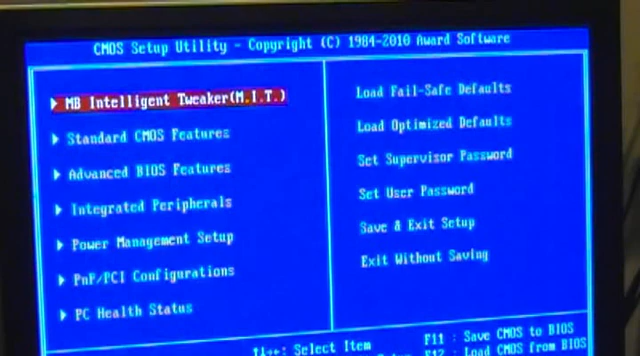 CMOS Setup Utility - Copyright (C) 1984-2010 Award Software
MB Intelligent Tweaker(M.I.T.)
Standard CMOS Features
Advanced BIOS Features
Integrated Peripherals
Power Management Setup
PnP/PCI Configurations
PC Health Status
Load Fail-Safe Defaults
Load Optimized Defaults
Set Supervisor Password
Set User Password
Save & Exit Setup
Exit Without Saving
↑↓→←: Select Item
F11 : Save CMOS to BIOS
F12 : Load CMOS from BIOS